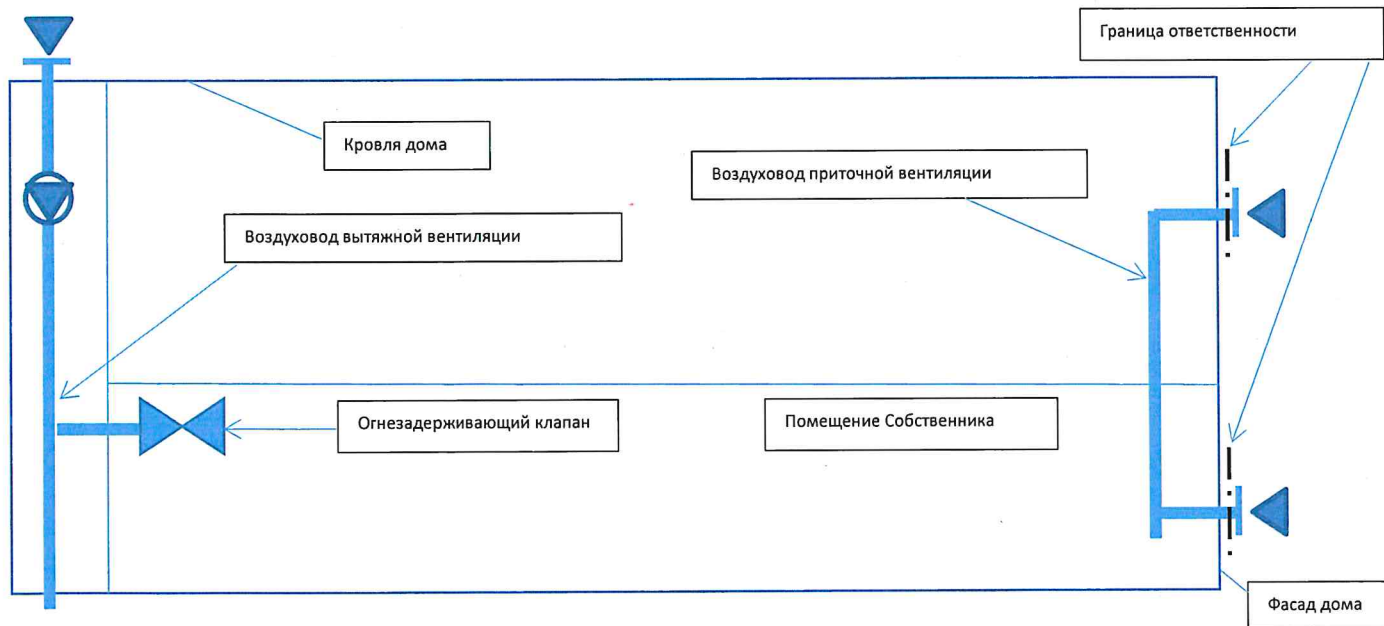 Граница ответственности
Кровля дома
Воздуховод приточной вентиляции
Воздуховод вытяжной вентиляции
Огнезадерживающий клапан
Помещение Собственника
Фасад дома